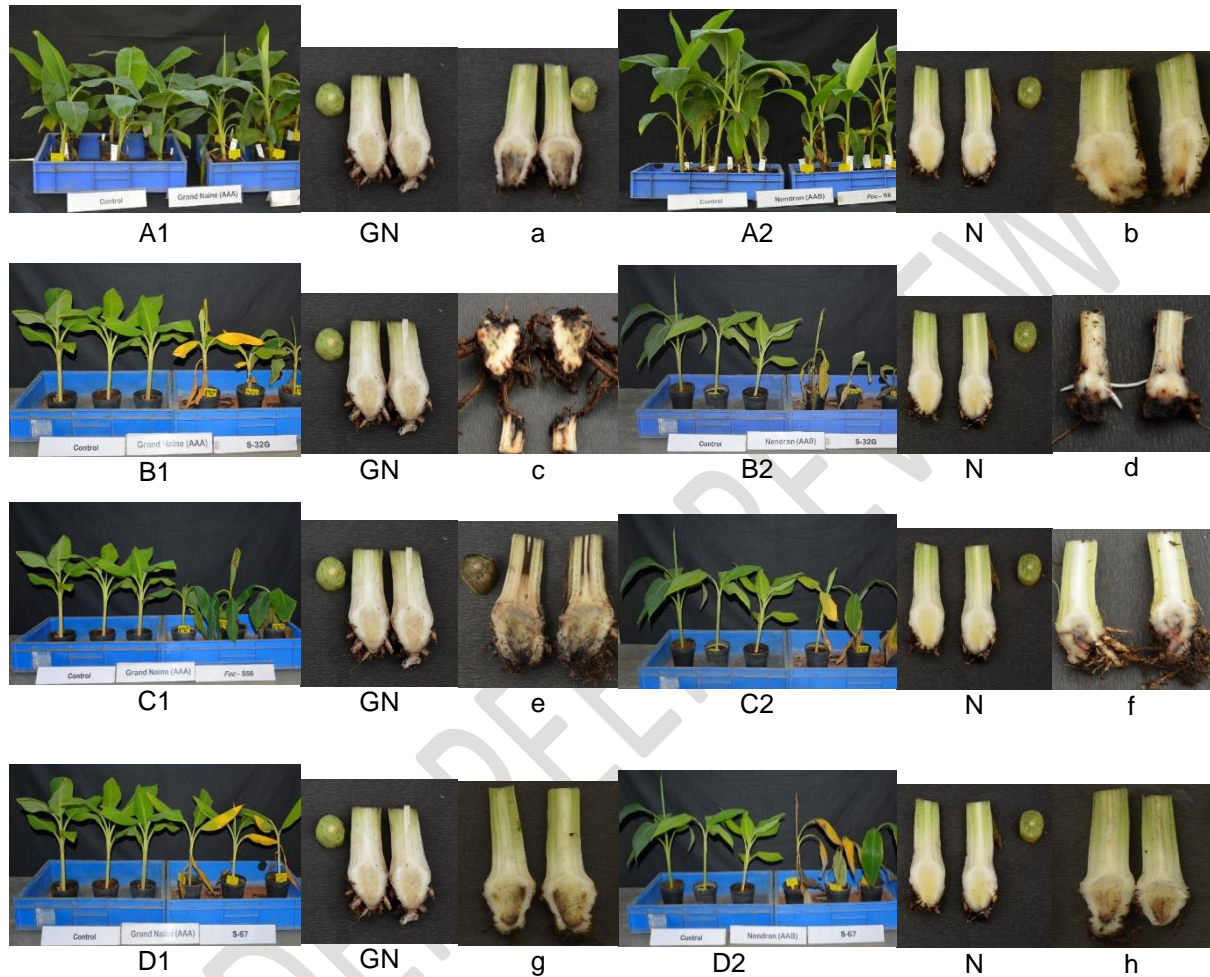 Control
Grand Naine (AAA)
Control
Nendran (AAB)
Foc - S6
A1
GN
a
A2
N
b
Control
Grand Naine (AAA)
S-32G
Control
Nendran (AAB)
S-32G
B1
GN
c
B2
N
d
Control
Grand Naine (AAA)
Foc - S56
C1
GN
e
C2
N
f
Control
Grand Naine (AAA)
S-67
Control
Nendran (AAB)
S-67
D1
GN
g
D2
N
h